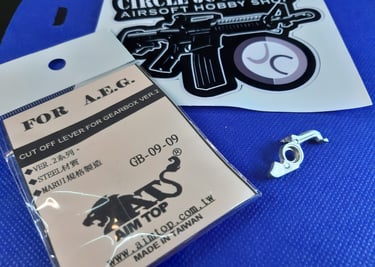 AIRSOFT HOBBY SHOP
JC
FOR A.E.G.
CUT OFF LEVER FOR GEARBOX VER.2
◆VER.2系列。
◆STEEL材質
◆MARUI規格製造
GB-09-09
AT®
AIM TOP
www.aimtop.com.tw
MADE IN TAIWAN